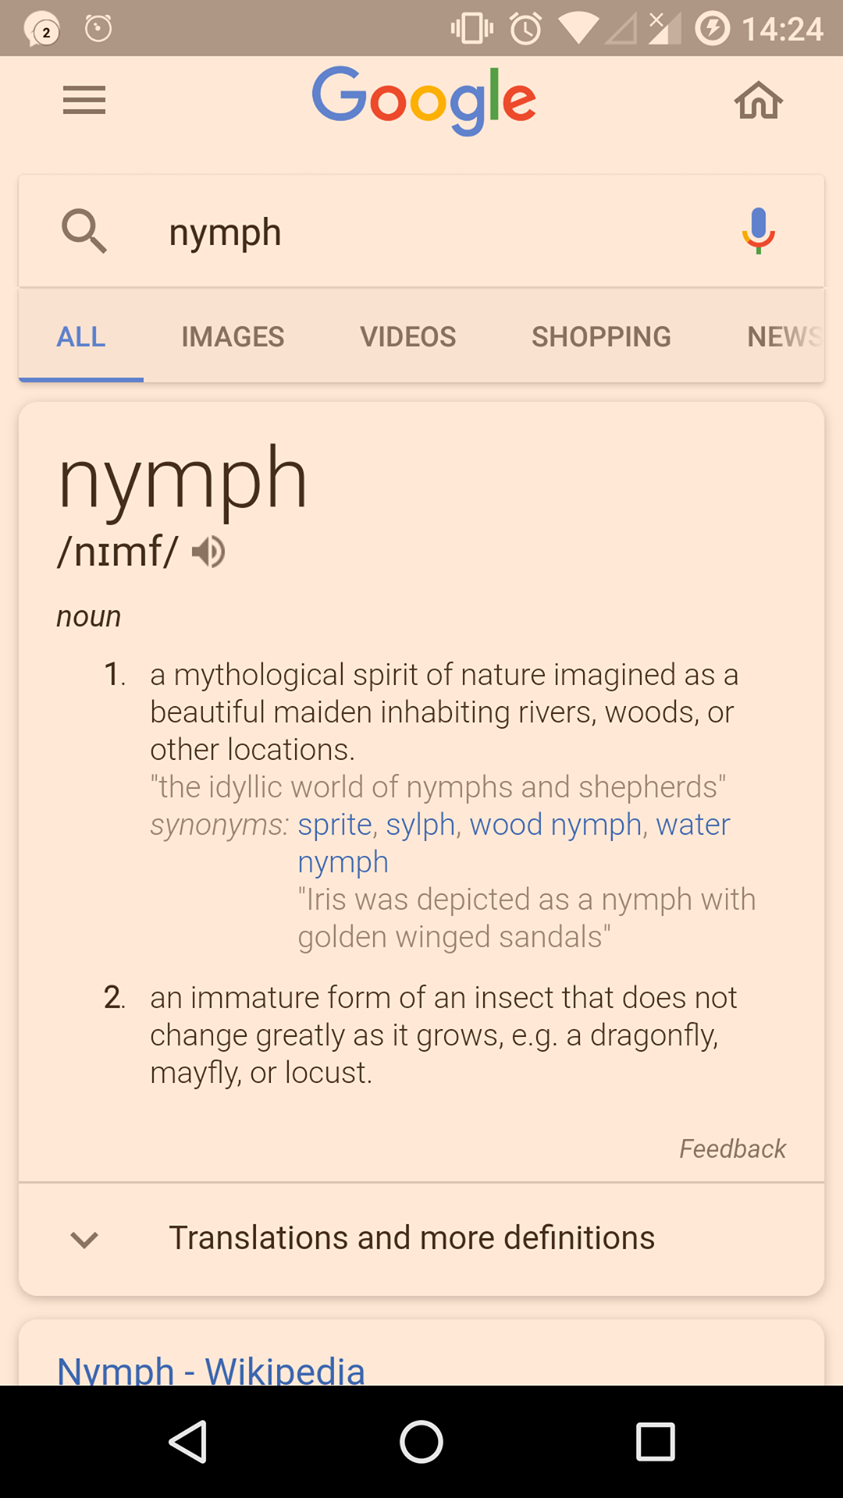 2
14:24
Google
nymph
ALL IMAGES VIDEOS SHOPPING NEWS
nymph
/nɪmf/
noun
1. a mythological spirit of nature imagined as a
beautiful maiden inhabiting rivers, woods, or
other locations.
"the idyllic world of nymphs and shepherds"
synonyms: sprite, sylph, wood nymph, water
nymph
"Iris was depicted as a nymph with
golden winged sandals"
2. an immature form of an insect that does not
change greatly as it grows, e.g. a dragonfly,
mayfly, or locust.
Feedback
Translations and more definitions
Nymph - Wikipedia